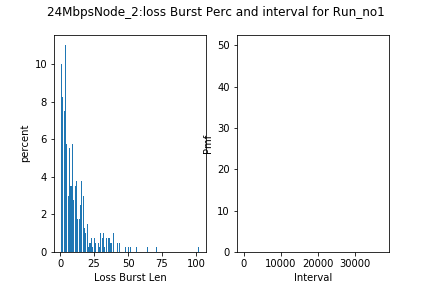 24MbpsNode_2:loss Burst Perc and interval for Run_no1
percent
10
8
6
4
2
0
0 25 50 75 100
Loss Burst Len
Pmf
50
40
30
20
10
0
0 10000 20000 30000
Interval